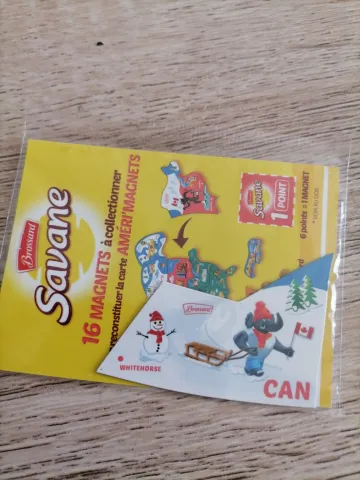 Brossard
Savane
16 MAGNETS à collectionner
reconstituer la carte AMÉRI'MAGNETS
Savane
1 POINT
6 points = 1 MAGNET
Brossard
WHITEHORSE
CAN